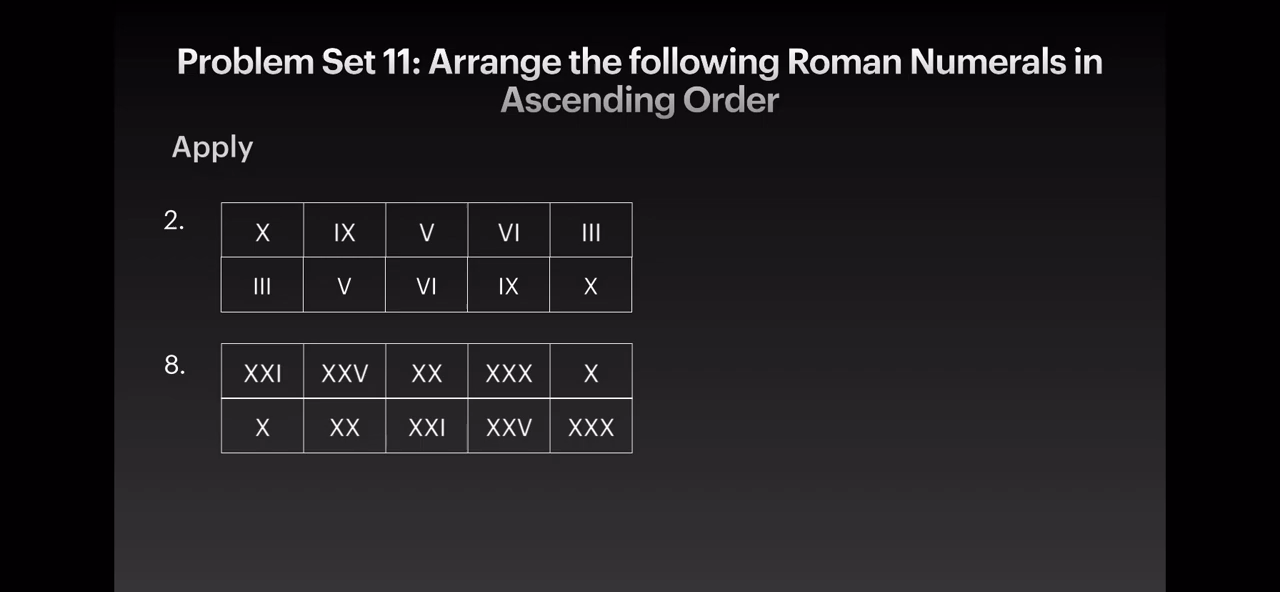 Problem Set 11: Arrange the following Roman Numerals in
Ascending Order
Apply
2.
X IX V VI III
III V VI IX X
8.
XXI XXV XX XXX X
X XX XXI XXV XXX